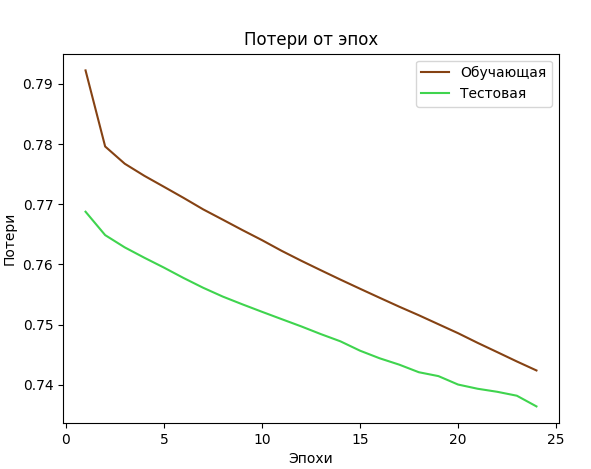 Потери от эпох
Обучающая
Тестовая
0.79
0.78
0.77
0.76
0.75
0.74
Потери
0
5
10
15
20
25
Эпохи